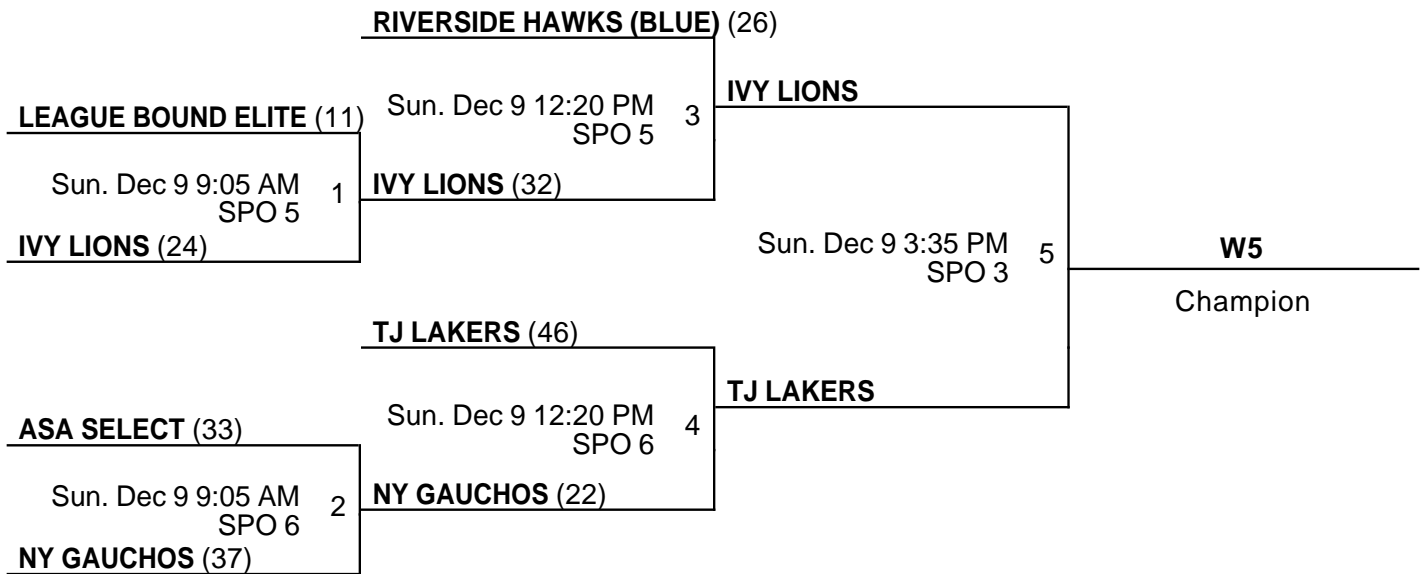 RIVERSIDE HAWKS (BLUE) (26)
Sun. Dec 9 12:20 PM
SPO 5
3
IVY LIONS
LEAGUE BOUND ELITE (11)
Sun. Dec 9 9:05 AM
SPO 5
1
IVY LIONS (32)
IVY LIONS (24)
Sun. Dec 9 3:35 PM
SPO 3
5
W5
Champion
TJ LAKERS (46)
Sun. Dec 9 12:20 PM
SPO 6
4
TJ LAKERS
ASA SELECT (33)
Sun. Dec 9 9:05 AM
SPO 6
2
NY GAUCHOS (22)
NY GAUCHOS (37)